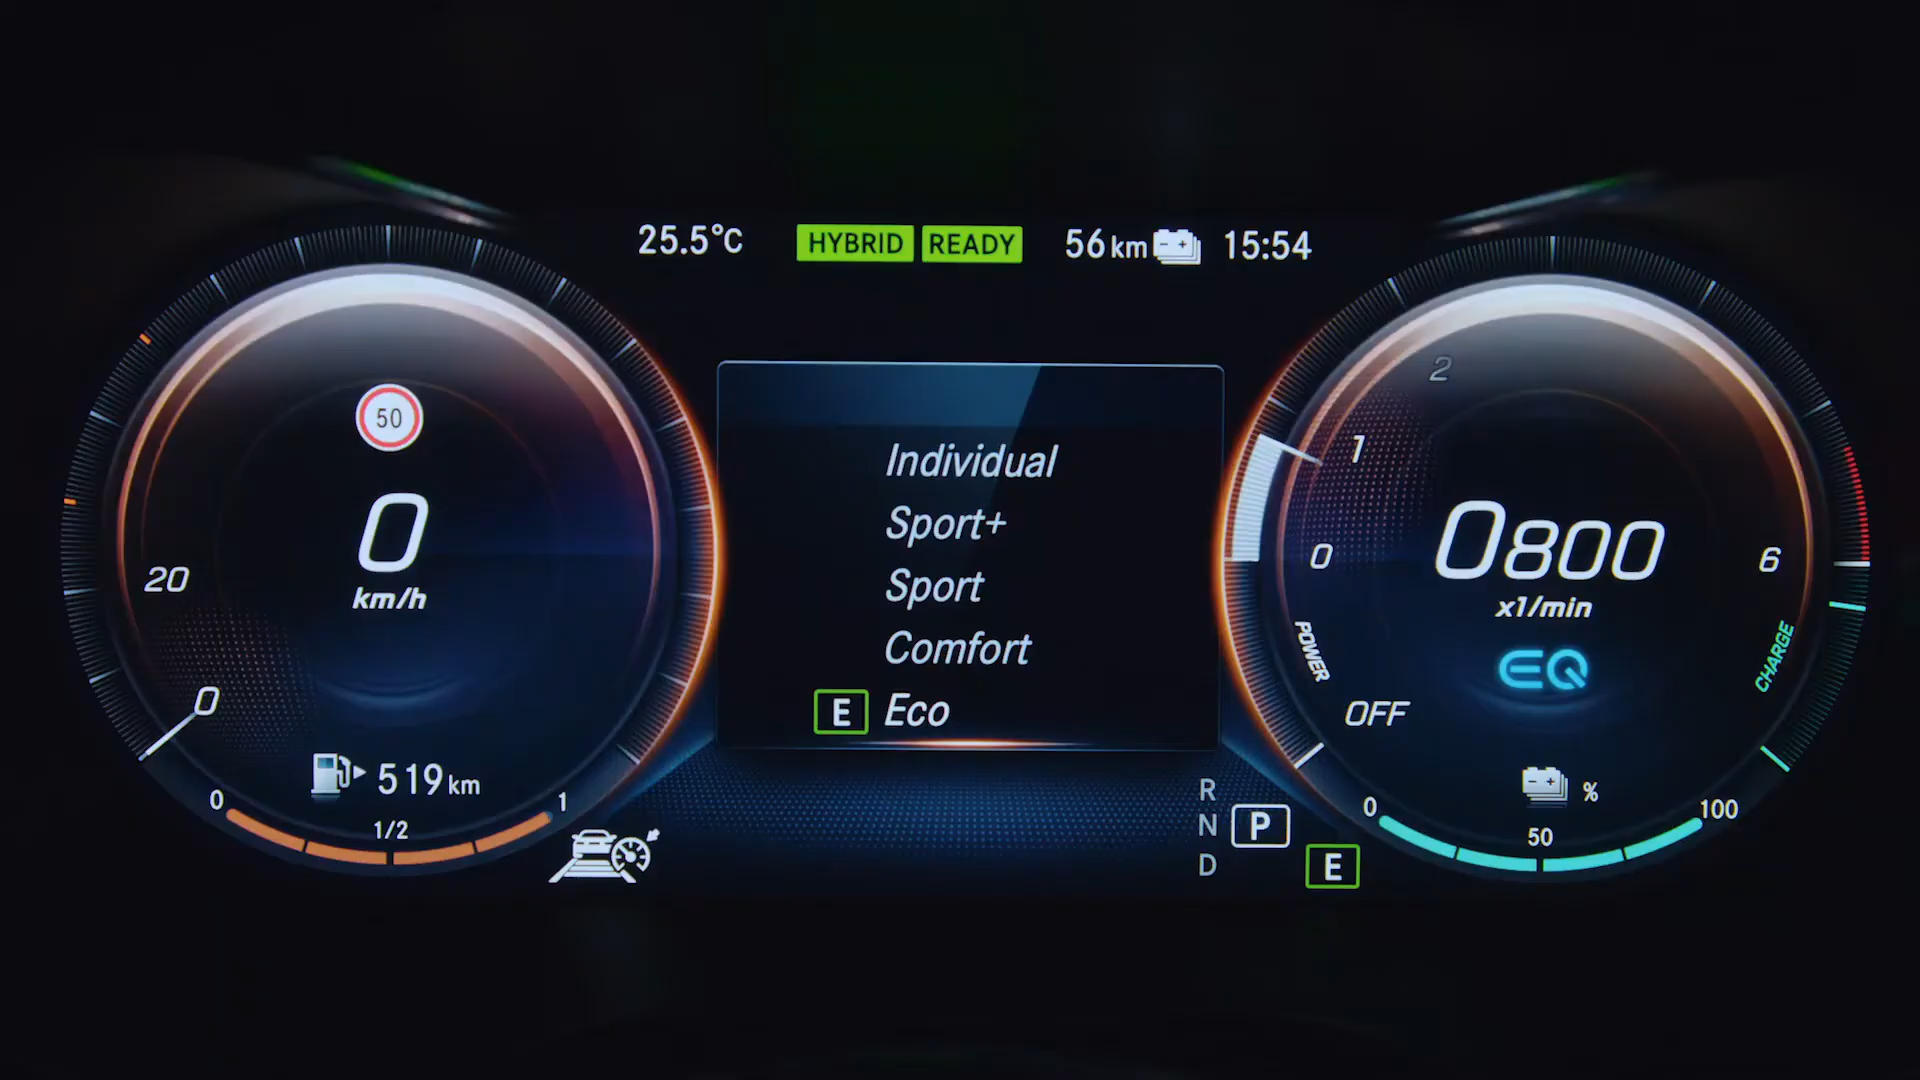 25.5°C HYBRID READY 56 km 15:54
50
0
km/h
20
0
519 km
0 1/2 1
Individual
Sport+
Sport
Comfort
E Eco
R
N P
D E
2
1
0
0800
x1/min
EQ
6
POWER
CHARGE
OFF
%
0 50 100